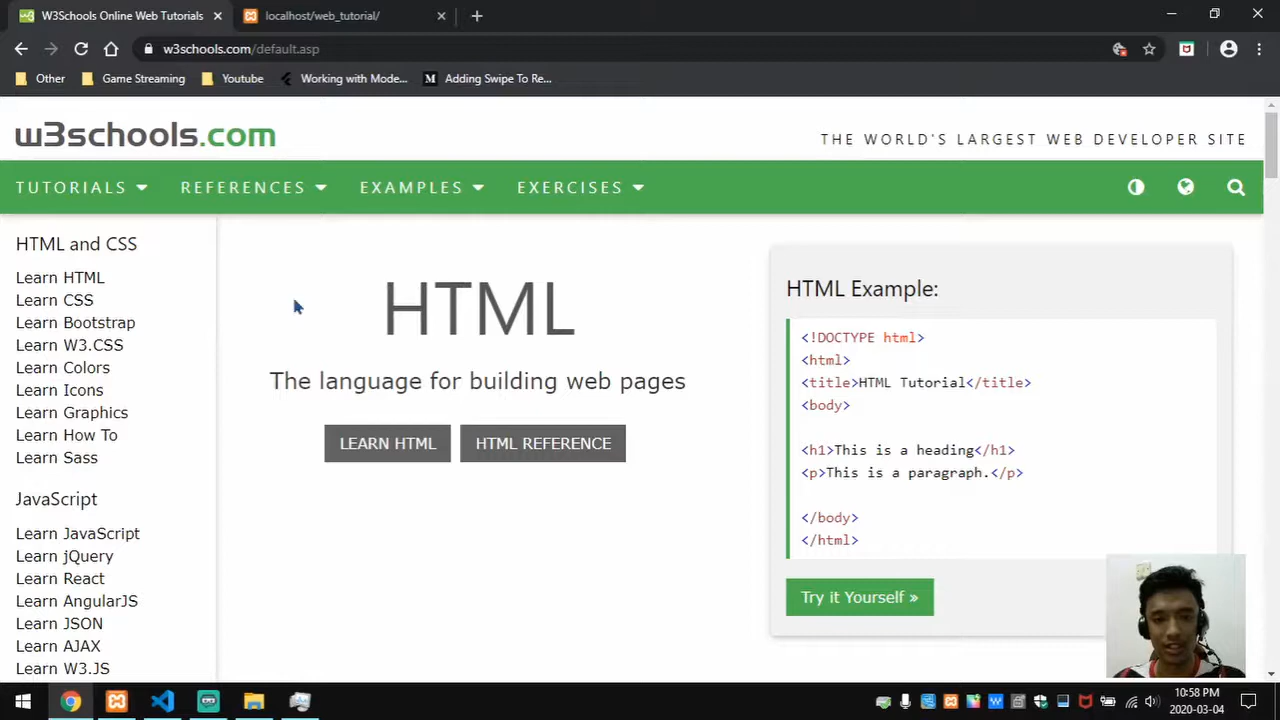 W3Schools Online Web Tutorials
localhost/web_tutorial/
w3schools.com/default.asp
Other
Game Streaming
Youtube
Working with Mode...
M
Adding Swipe To Re...
w3schools.com
THE WORLD'S LARGEST WEB DEVELOPER SITE
TUTORIALS
REFERENCES
EXAMPLES
EXERCISES
HTML and CSS
Learn HTML
Learn CSS
Learn Bootstrap
Learn W3.CSS
Learn Colors
Learn Icons
Learn Graphics
Learn How To
Learn Sass
JavaScript
Learn JavaScript
Learn jQuery
Learn React
Learn AngularJS
Learn JSON
Learn AJAX
Learn W3.JS
HTML
The language for building web pages
LEARN HTML
HTML REFERENCE
HTML Example:
<!DOCTYPE html>
<html>
<title>HTML Tutorial</title>
<body>
<h1>This is a heading</h1>
<p>This is a paragraph.</p>
</body>
</html>
Try it Yourself »
10:58 PM
2020-03-04